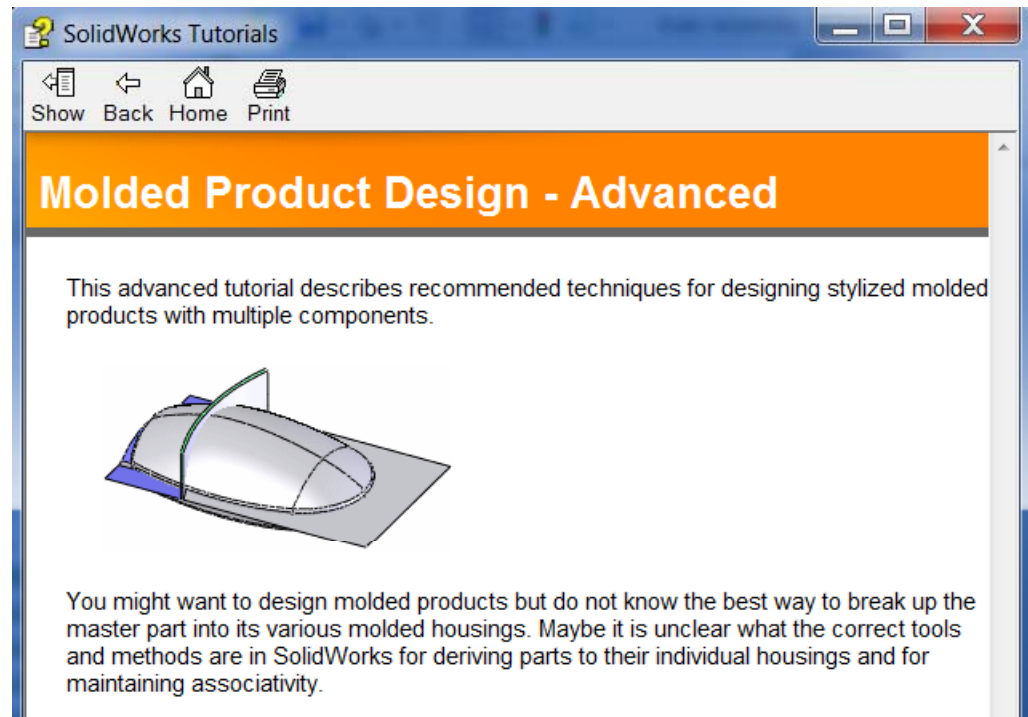 SolidWorks Tutorials
Show Back Home Print
Molded Product Design - Advanced
This advanced tutorial describes recommended techniques for designing stylized molded
products with multiple components.
You might want to design molded products but do not know the best way to break up the
master part into its various molded housings. Maybe it is unclear what the correct tools
and methods are in SolidWorks for deriving parts to their individual housings and for
maintaining associativity.